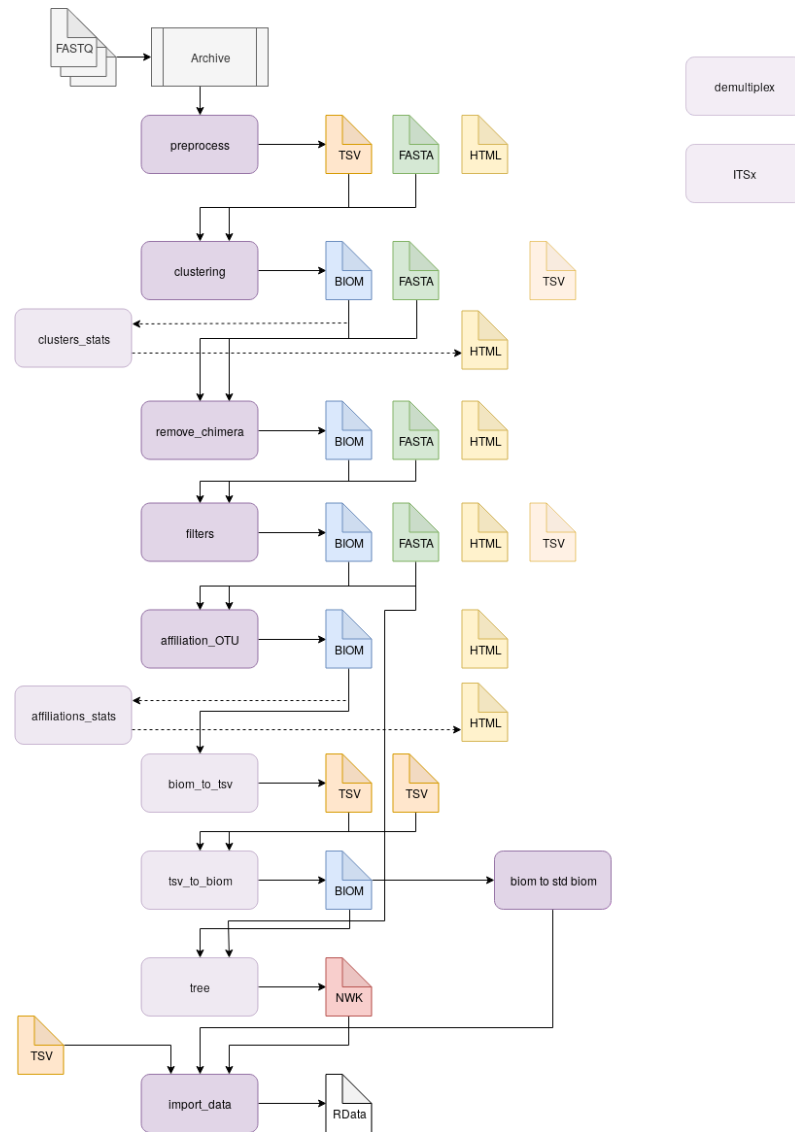 FASTQ
Archive
demultiplex
preprocess
TSV
FASTA
HTML
ITSx
clustering
BIOM
FASTA
TSV
clusters_stats
HTML
remove_chimera
BIOM
FASTA
HTML
filters
BIOM
FASTA
HTML
TSV
affiliation_OTU
BIOM
HTML
affiliations_stats
HTML
biom_to_tsv
TSV
TSV
tsv_to_biom
BIOM
biom to std biom
tree
NWK
TSV
import_data
RData